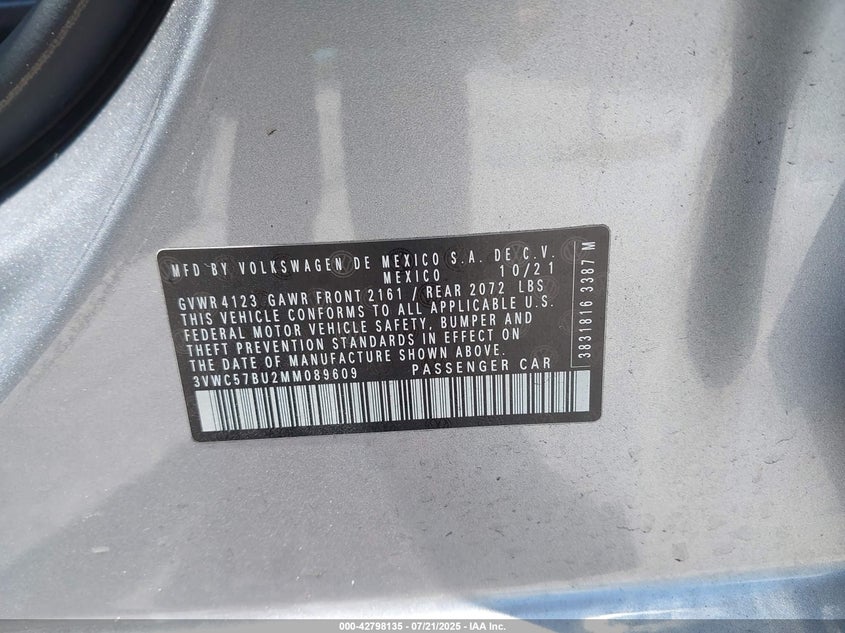 MFD BY VOLKSWAGEN DE MEXICO S.A. DE C.V.
MEXICO 10/21
GVWR 4123 GAWR FRONT 2161 / REAR 2072 LBS
THIS VEHICLE CONFORMS TO ALL APPLICABLE U.S.
FEDERAL MOTOR VEHICLE SAFETY, BUMPER AND
THEFT PREVENTION STANDARDS IN EFFECT ON
THE DATE OF MANUFACTURE SHOWN ABOVE.
3VWC57BU2MM089609 PASSENGER CAR
3831816 3387 M
000-42798135 - 07/21/2025 - IAA Inc.